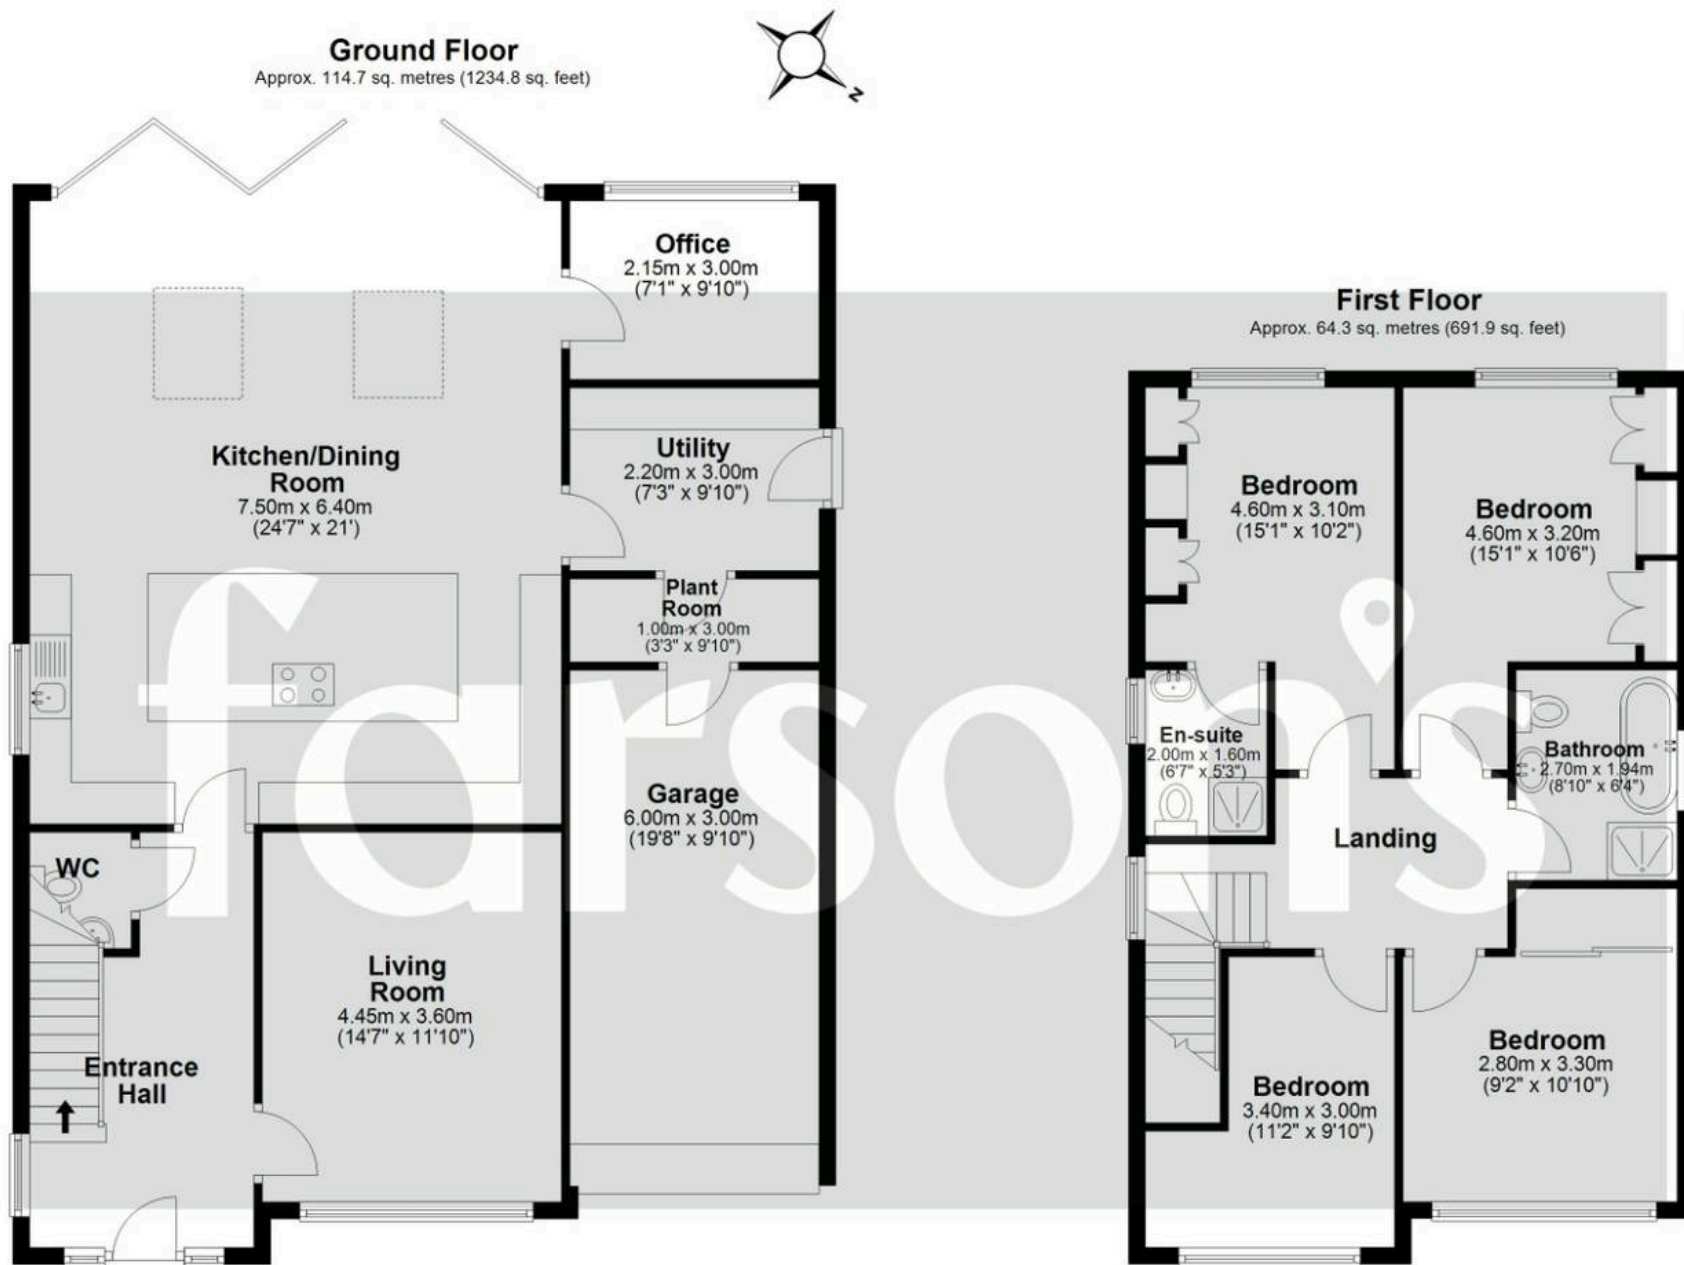 Ground Floor
Approx. 114.7 sq. metres (1234.8 sq. feet)
N
Office
2.15m x 3.00m
(7'1" x 9'10")
Kitchen/Dining
Room
7.50m x 6.40m
(24'7" x 21')
Utility
2.20m x 3.00m
(7'3" x 9'10")
Plant
Room
1.00m x 3.00m
(3'3" x 9'10")
Garage
6.00m x 3.00m
(19'8" x 9'10")
WC
Living
Room
4.45m x 3.60m
(14'7" x 11'10")
Entrance
Hall
First Floor
Approx. 64.3 sq. metres (691.9 sq. feet)
Bedroom
4.60m x 3.10m
(15'1" x 10'2")
Bedroom
4.60m x 3.20m
(15'1" x 10'6")
En-suite
2.00m x 1.60m
(6'7" x 5'3")
Bathroom
2.70m x 1.94m
(8'10" x 6'4")
Landing
Bedroom
3.40m x 3.00m
(11'2" x 9'10")
Bedroom
2.80m x 3.30m
(9'2" x 10'10")
farson's